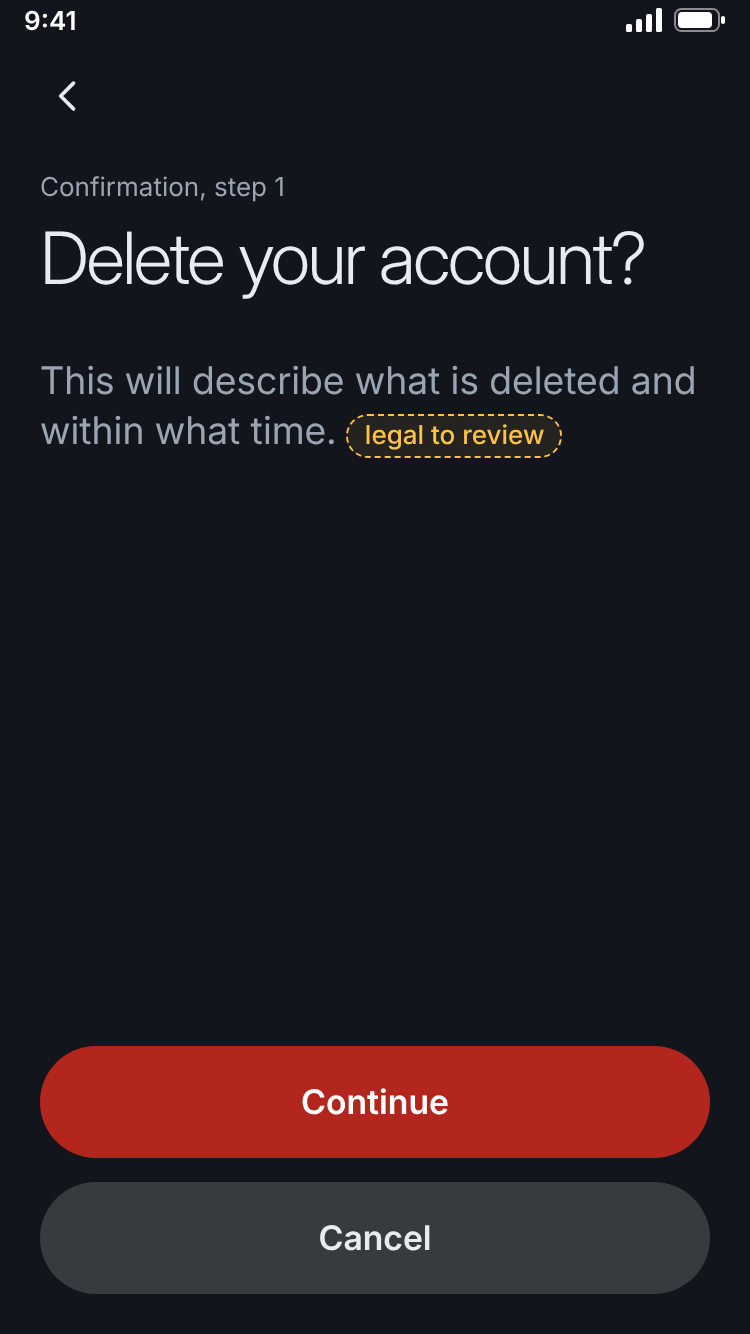 9:41
Confirmation, step 1
Delete your account?
This will describe what is deleted and
within what time. legal to review
Continue
Cancel